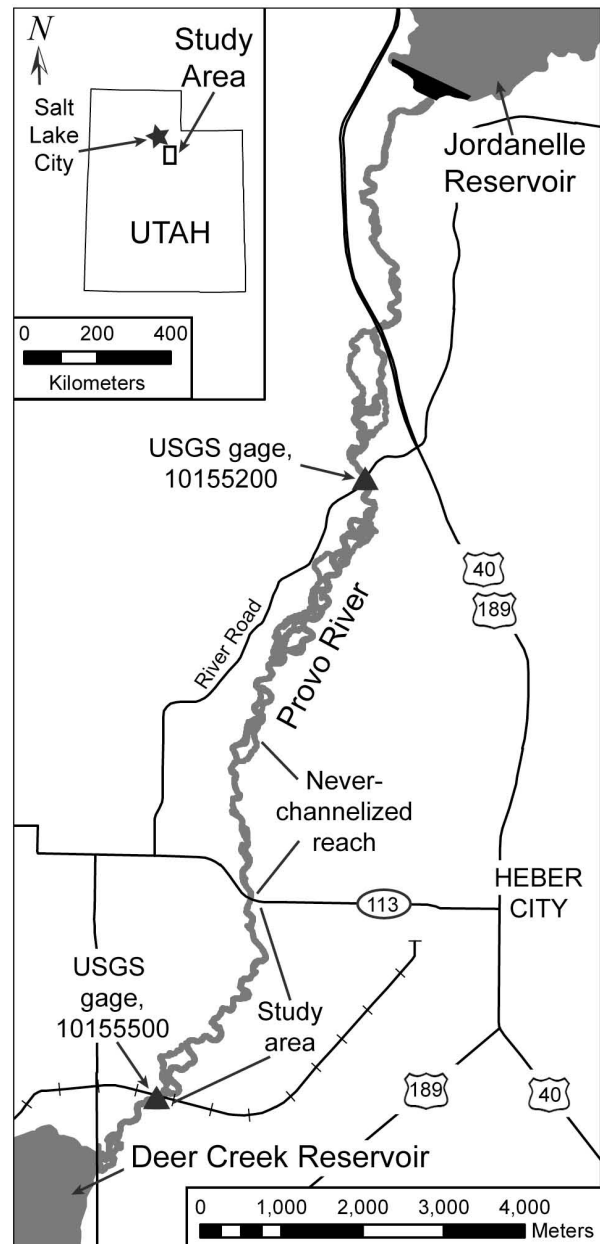 N
Study
Area
Salt
Lake
City
UTAH
0 200 400
Kilometers
Jordanelle
Reservoir
USGS gage,
10155200
40
189
River Road
Provo River
Never-
channelized
reach
HEBER
CITY
113
USGS
gage,
10155500
Study
area
189
40
Deer Creek Reservoir
0 1,000 2,000 3,000 4,000
Meters